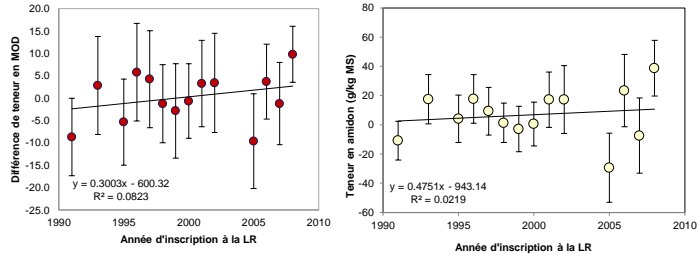 20.0
15.0
10.0
5.0
0.0
-5.0
-10.0
-15.0
-20.0
-25.0
Différence de teneur en MOD
y = 0.3003x - 600.32
R² = 0.0823
1990 1995 2000 2005 2010
Année d'inscription à la LR
80
60
40
20
0
-20
-40
-60
Teneur en amidon (g/kg MS)
y = 0.4751x - 943.14
R² = 0.0219
1990 1995 2000 2005 2010
Année d'inscription à la LR